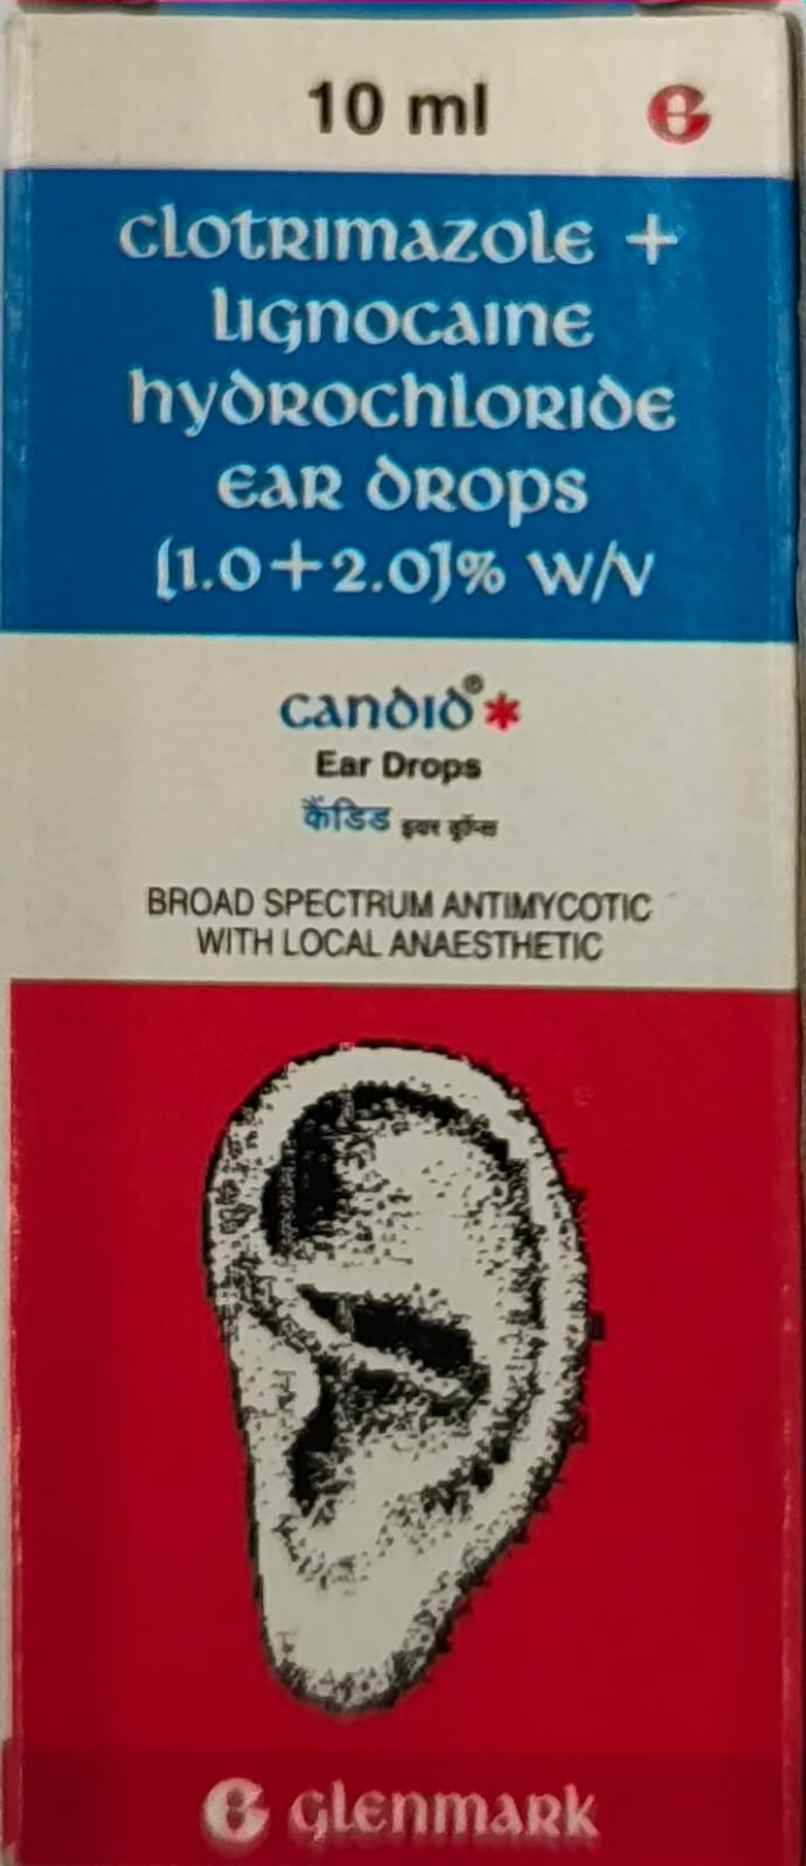 10 ml
clotrimazole +
lignocaine
hydrochloride
ear drops
(1.0+2.0)% w/v
candid®*
Ear Drops
कैंडिड इयर ड्रॉप्स
BROAD SPECTRUM ANTIMYCOTIC
WITH LOCAL ANAESTHETIC
glenmark